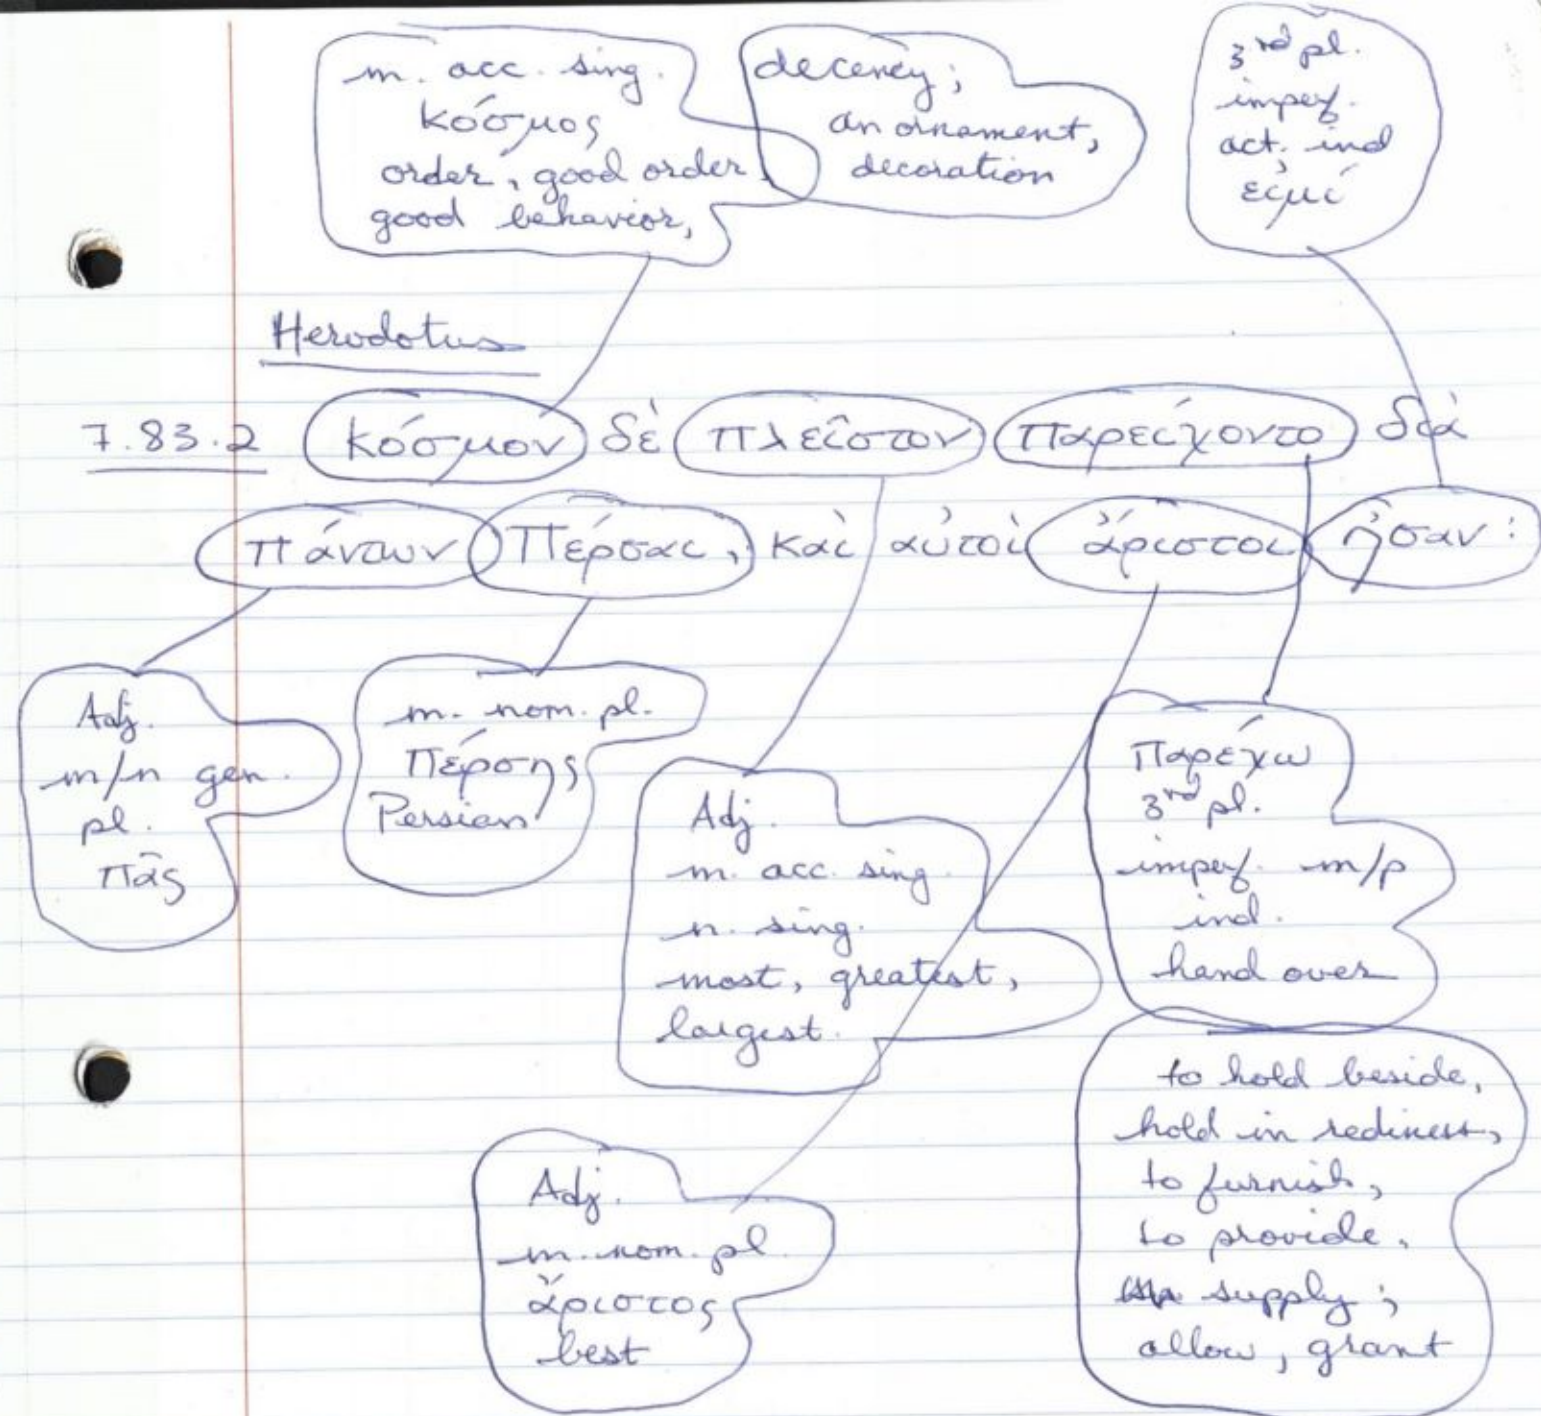 m. acc. sing.
κόσμος
order, good order,
good behavior,
decency;
an ornament,
decoration
3rd pl.
impef.
act. ind
εἰμί
Herodotus
7.83.2 κόσμον δὲ πλεῖστον παρείχοντο διὰ
πάντων Πέρσαι, καὶ αὐτοὶ ἄριστοι ἦσαν:
Adj.
m/n gen.
pl.
πᾶς
m. nom. pl.
Πέρσης
Persian
Adj.
m. acc. sing.
n. sing.
most, greatest,
largest.
παρέχω
3rd pl.
impef. m/p
ind.
hand over
to hold beside,
hold in rediness,
to furnish,
to provide,
supply;
allow, grant
Adj.
m. nom. pl.
ἄριστος
best